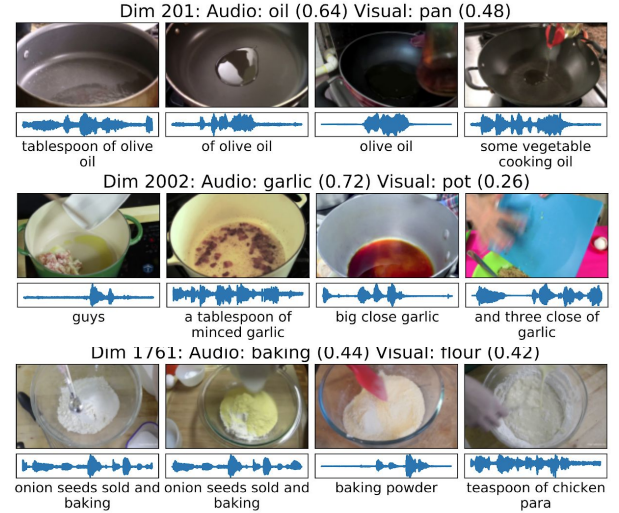 Dim 201: Audio: oil (0.64) Visual: pan (0.48)
tablespoon of olive
oil
of olive oil
olive oil
some vegetable
cooking oil
Dim 2002: Audio: garlic (0.72) Visual: pot (0.26)
guys
a tablespoon of
minced garlic
big close garlic
and three close of
garlic
Dim 1761: Audio: baking (0.44) Visual: flour (0.42)
onion seeds sold and
baking
onion seeds sold and
baking
baking powder
teaspoon of chicken
para